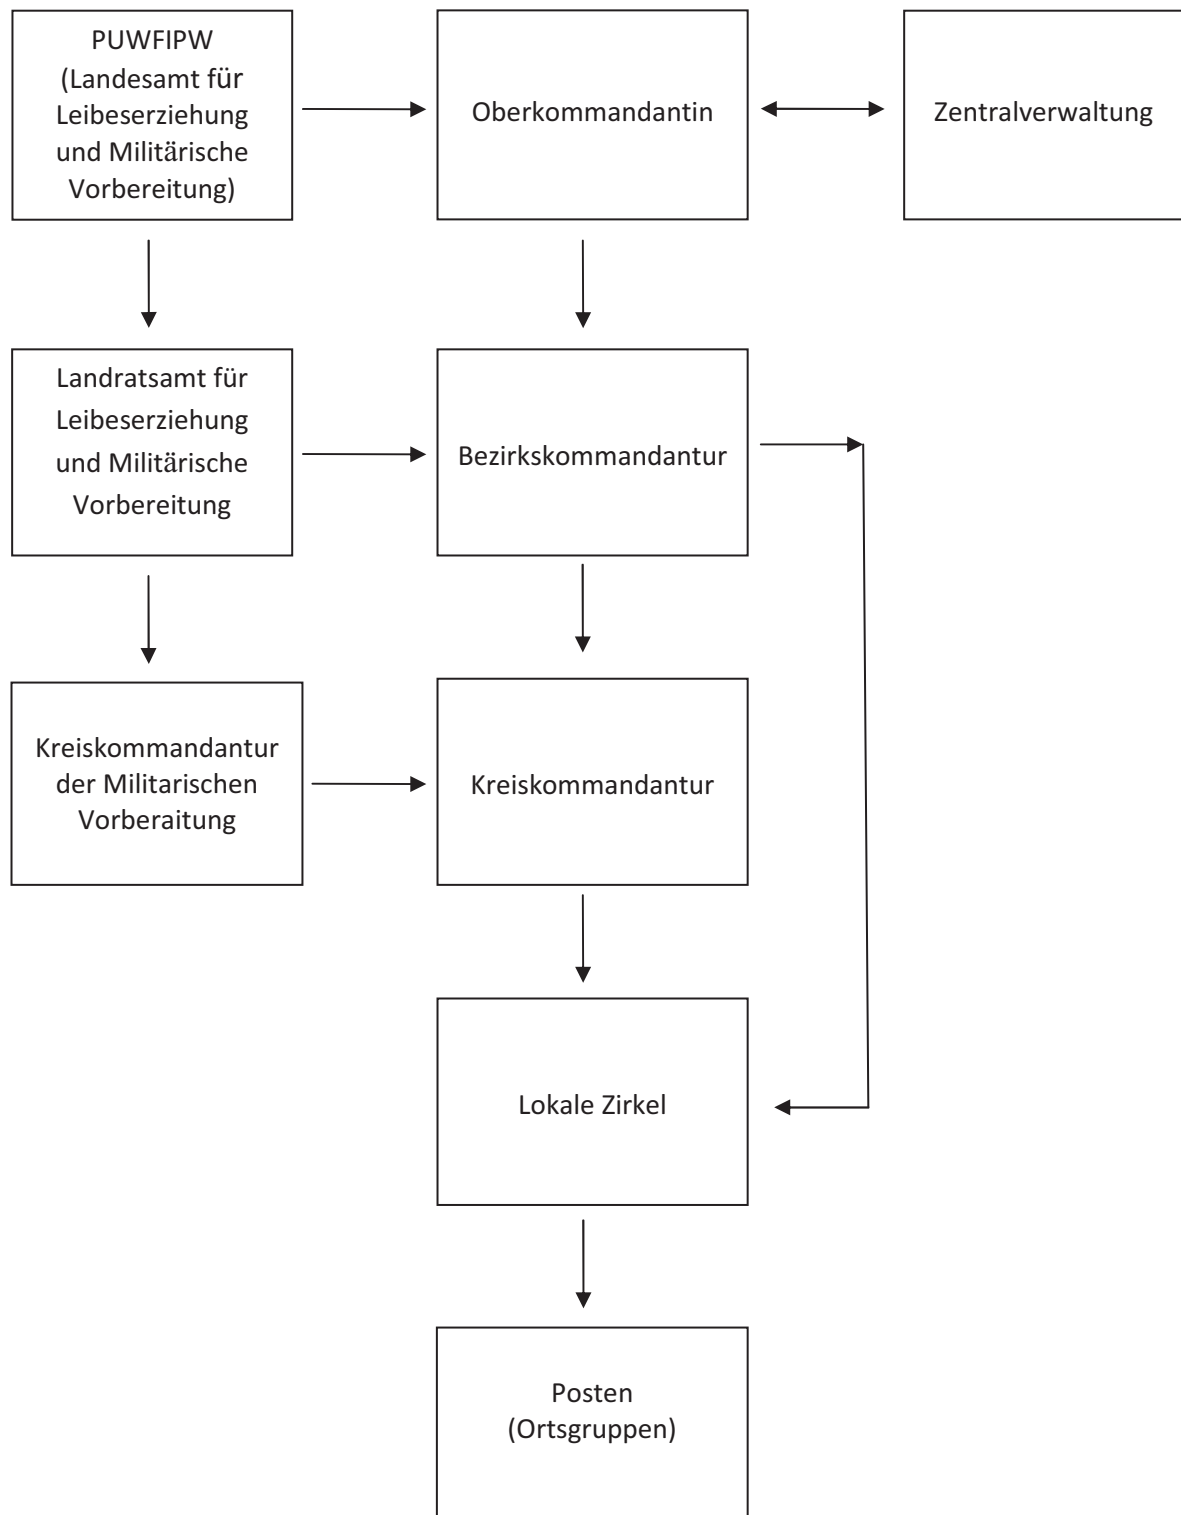 PUWFIPW
(Landesamt für
Leibeserziehung
und Militärische
Vorbereitung)
Oberkommandantin
Zentralverwaltung
Landratsamt für
Leibeserziehung
und Militärische
Vorbereitung
Bezirkskommandantur
Kreiskommandantur
der Militarischen
Vorberaitung
Kreiskommandantur
Lokale Zirkel
Posten
(Ortsgruppen)